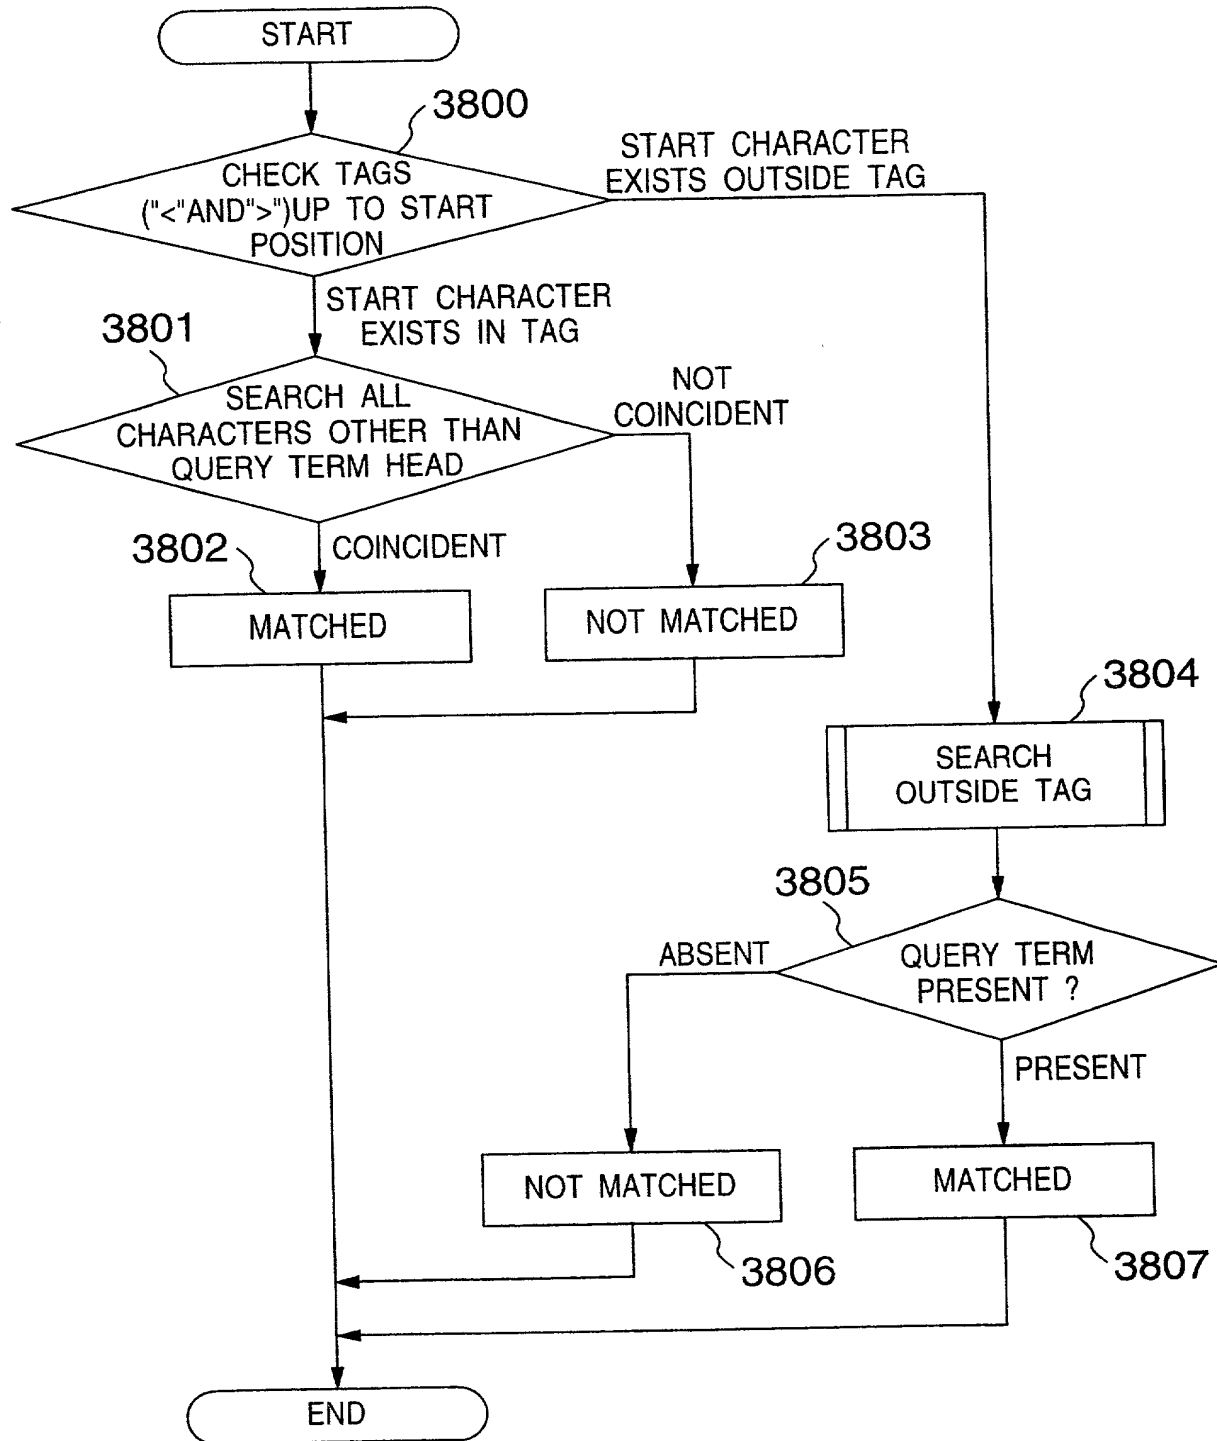 START
3800
CHECK TAGS
("<"AND">")UP TO START
POSITION
START CHARACTER
EXISTS OUTSIDE TAG
START CHARACTER
EXISTS IN TAG
3801
SEARCH ALL
CHARACTERS OTHER THAN
QUERY TERM HEAD
NOT
COINCIDENT
COINCIDENT
3802
MATCHED
3803
NOT MATCHED
3804
SEARCH
OUTSIDE TAG
3805
QUERY TERM
PRESENT ?
ABSENT
PRESENT
NOT MATCHED
3806
MATCHED
3807
END